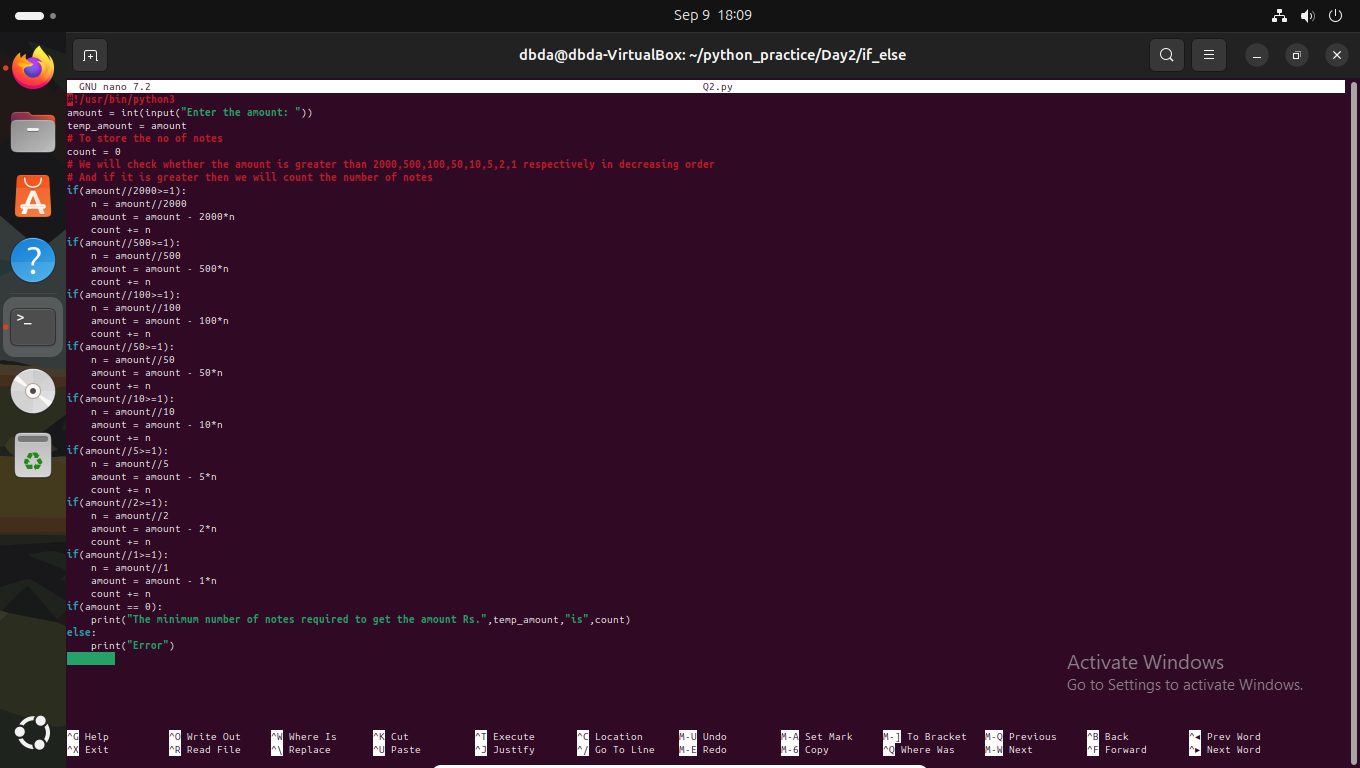 Sep 9 18:09
dbda@dbda-VirtualBox: ~/python_practice/Day2/if_else
GNU nano 7.2 Q2.py
#!/usr/bin/python3
amount = int(input("Enter the amount: "))
temp_amount = amount
# To store the no of notes
count = 0
# We will check whether the amount is greater than 2000,500,100,50,10,5,2,1 respectively in decreasing order
# And if it is greater then we will count the number of notes
if(amount//2000>=1):
    n = amount//2000
    amount = amount - 2000*n
    count += n
if(amount//500>=1):
    n = amount//500
    amount = amount - 500*n
    count += n
if(amount//100>=1):
    n = amount//100
    amount = amount - 100*n
    count += n
if(amount//50>=1):
    n = amount//50
    amount = amount - 50*n
    count += n
if(amount//10>=1):
    n = amount//10
    amount = amount - 10*n
    count += n
if(amount//5>=1):
    n = amount//5
    amount = amount - 5*n
    count += n
if(amount//2>=1):
    n = amount//2
    amount = amount - 2*n
    count += n
if(amount//1>=1):
    n = amount//1
    amount = amount - 1*n
    count += n
if(amount == 0):
    print("The minimum number of notes required to get the amount Rs.",temp_amount,"is",count)
else:
    print("Error")
Activate Windows
Go to Settings to activate Windows.
^G Help ^O Write Out ^W Where Is ^K Cut ^T Execute ^C Location M-U Undo M-A Set Mark M-] To Bracket M-Q Previous ^B Back ^◂ Prev Word
^X Exit ^R Read File ^\ Replace ^U Paste ^J Justify ^/ Go To Line M-E Redo M-6 Copy ^Q Where Was M-W Next ^F Forward ^▸ Next Word